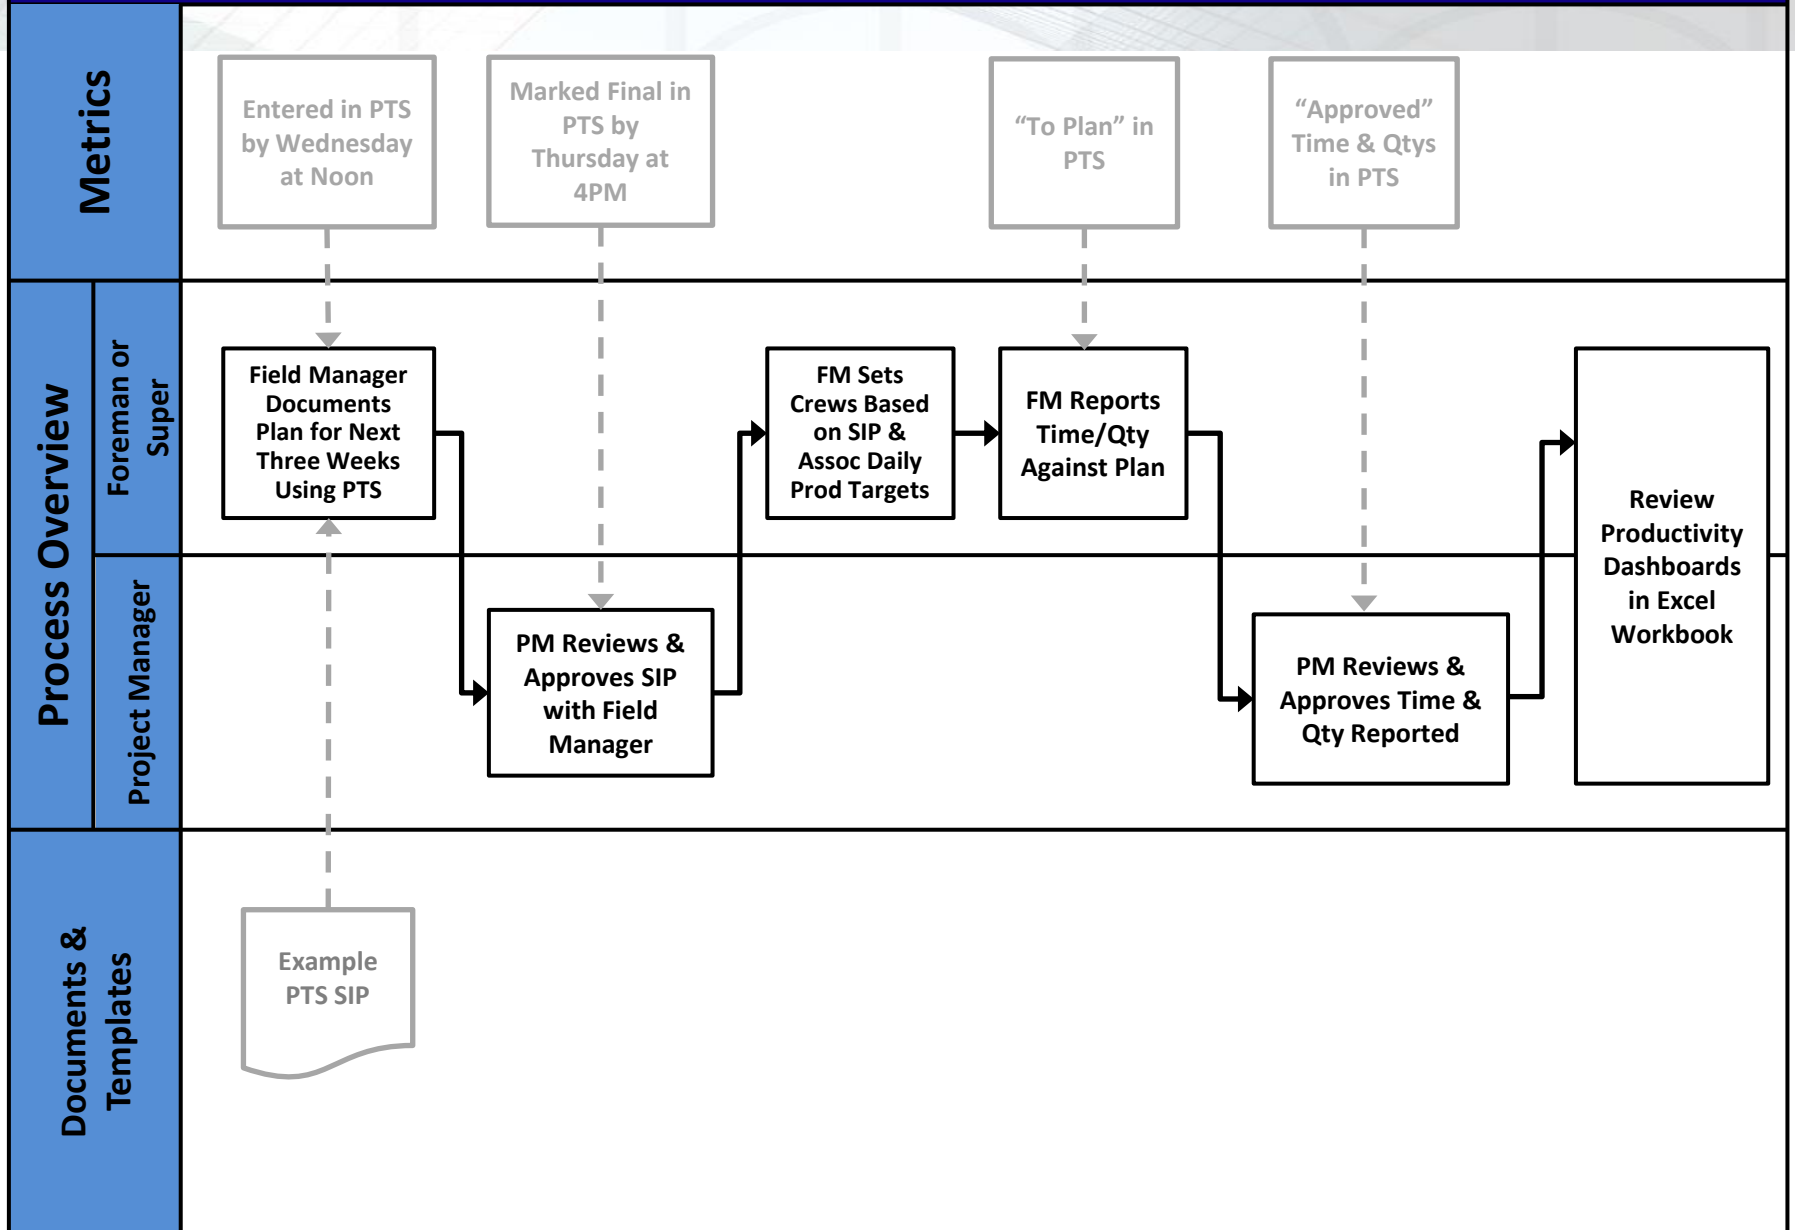 Metrics
Entered in PTS
by Wednesday
at Noon
Marked Final in
PTS by
Thursday at
4PM
“To Plan” in
PTS
“Approved”
Time & Qtys
in PTS
Process Overview
Foreman or
Super
Field Manager
Documents
Plan for Next
Three Weeks
Using PTS
FM Sets
Crews Based
on SIP &
Assoc Daily
Prod Targets
FM Reports
Time/Qty
Against Plan
Review
Productivity
Dashboards
in Excel
Workbook
Project Manager
PM Reviews &
Approves SIP
with Field
Manager
PM Reviews &
Approves Time &
Qty Reported
Documents &
Templates
Example
PTS SIP